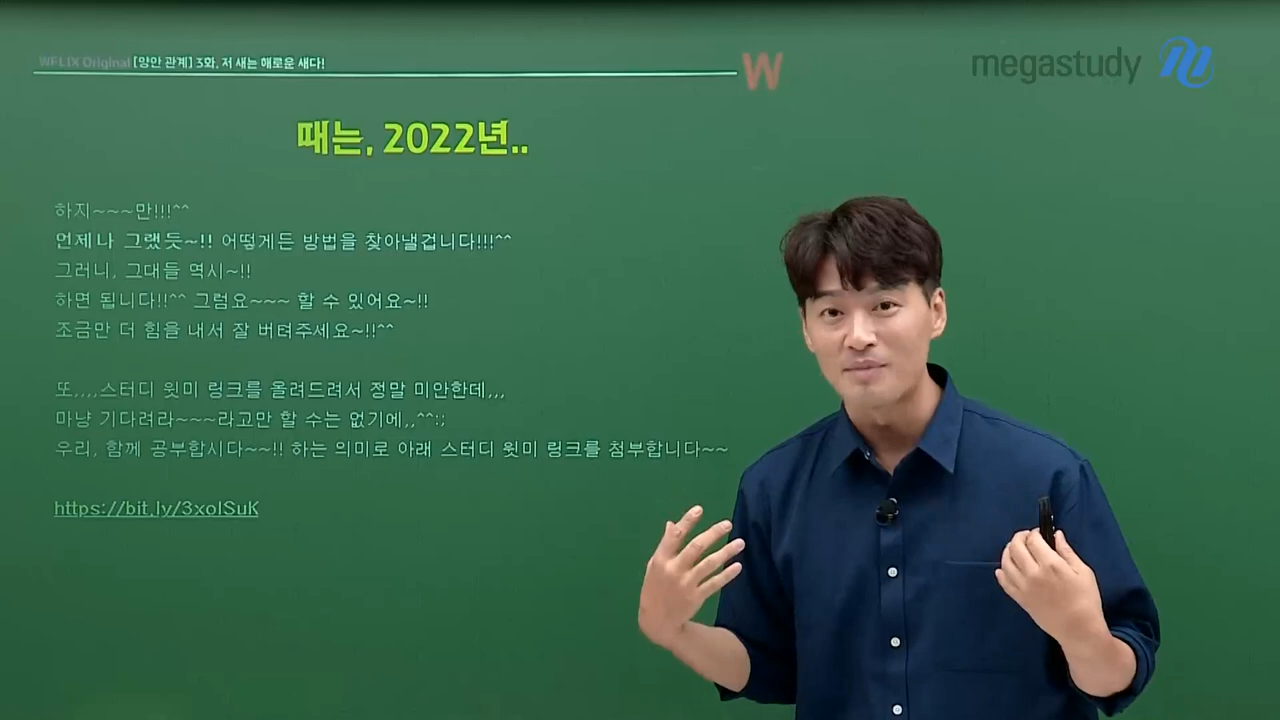 WFLIX Original [망안 관계] 3화, 저 새는 해로운 새다!
W
megastudy
때는, 2022년..
하지~~~만!!!^^
언제나 그랬듯~!! 어떻게든 방법을 찾아낼겁니다!!!^^
그러니, 그대들 역시~!!
하면 됩니다!!^^ 그럼요~~~ 할 수 있어요~!!
조금만 더 힘을 내서 잘 버텨주세요~!!^^
또,,,,스터디 윗미 링크를 올려드려서 정말 미안한데,,,
마냥 기다려라~~~라고만 할 수는 없기에,,^^;;
우리, 함께 공부합시다~~!! 하는 의미로 아래 스터디 윗미 링크를 첨부합니다~~
https://bit.ly/3xolSuK